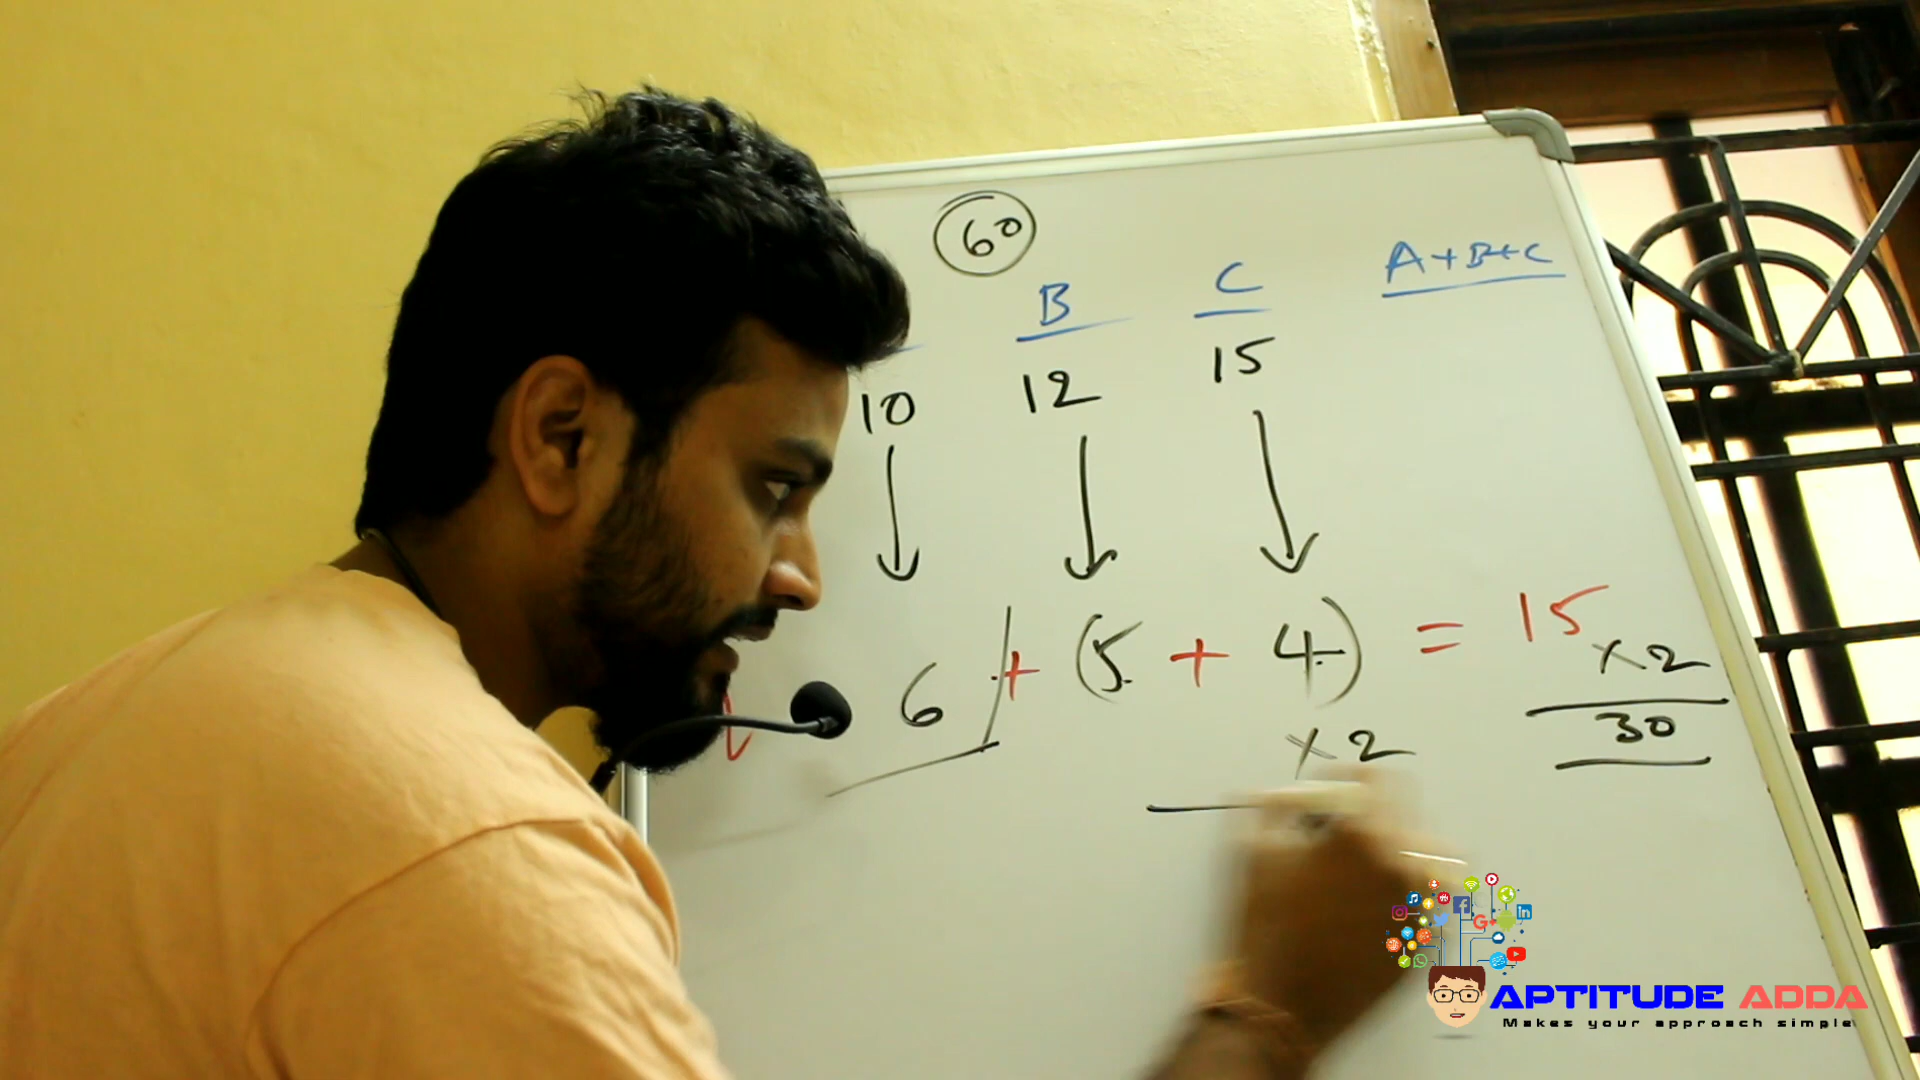 60
B C A+B+C
10 12 15
6 + (5 + 4) = 15
×2 ×2
30
APTITUDE ADDA
Makes your approach simple